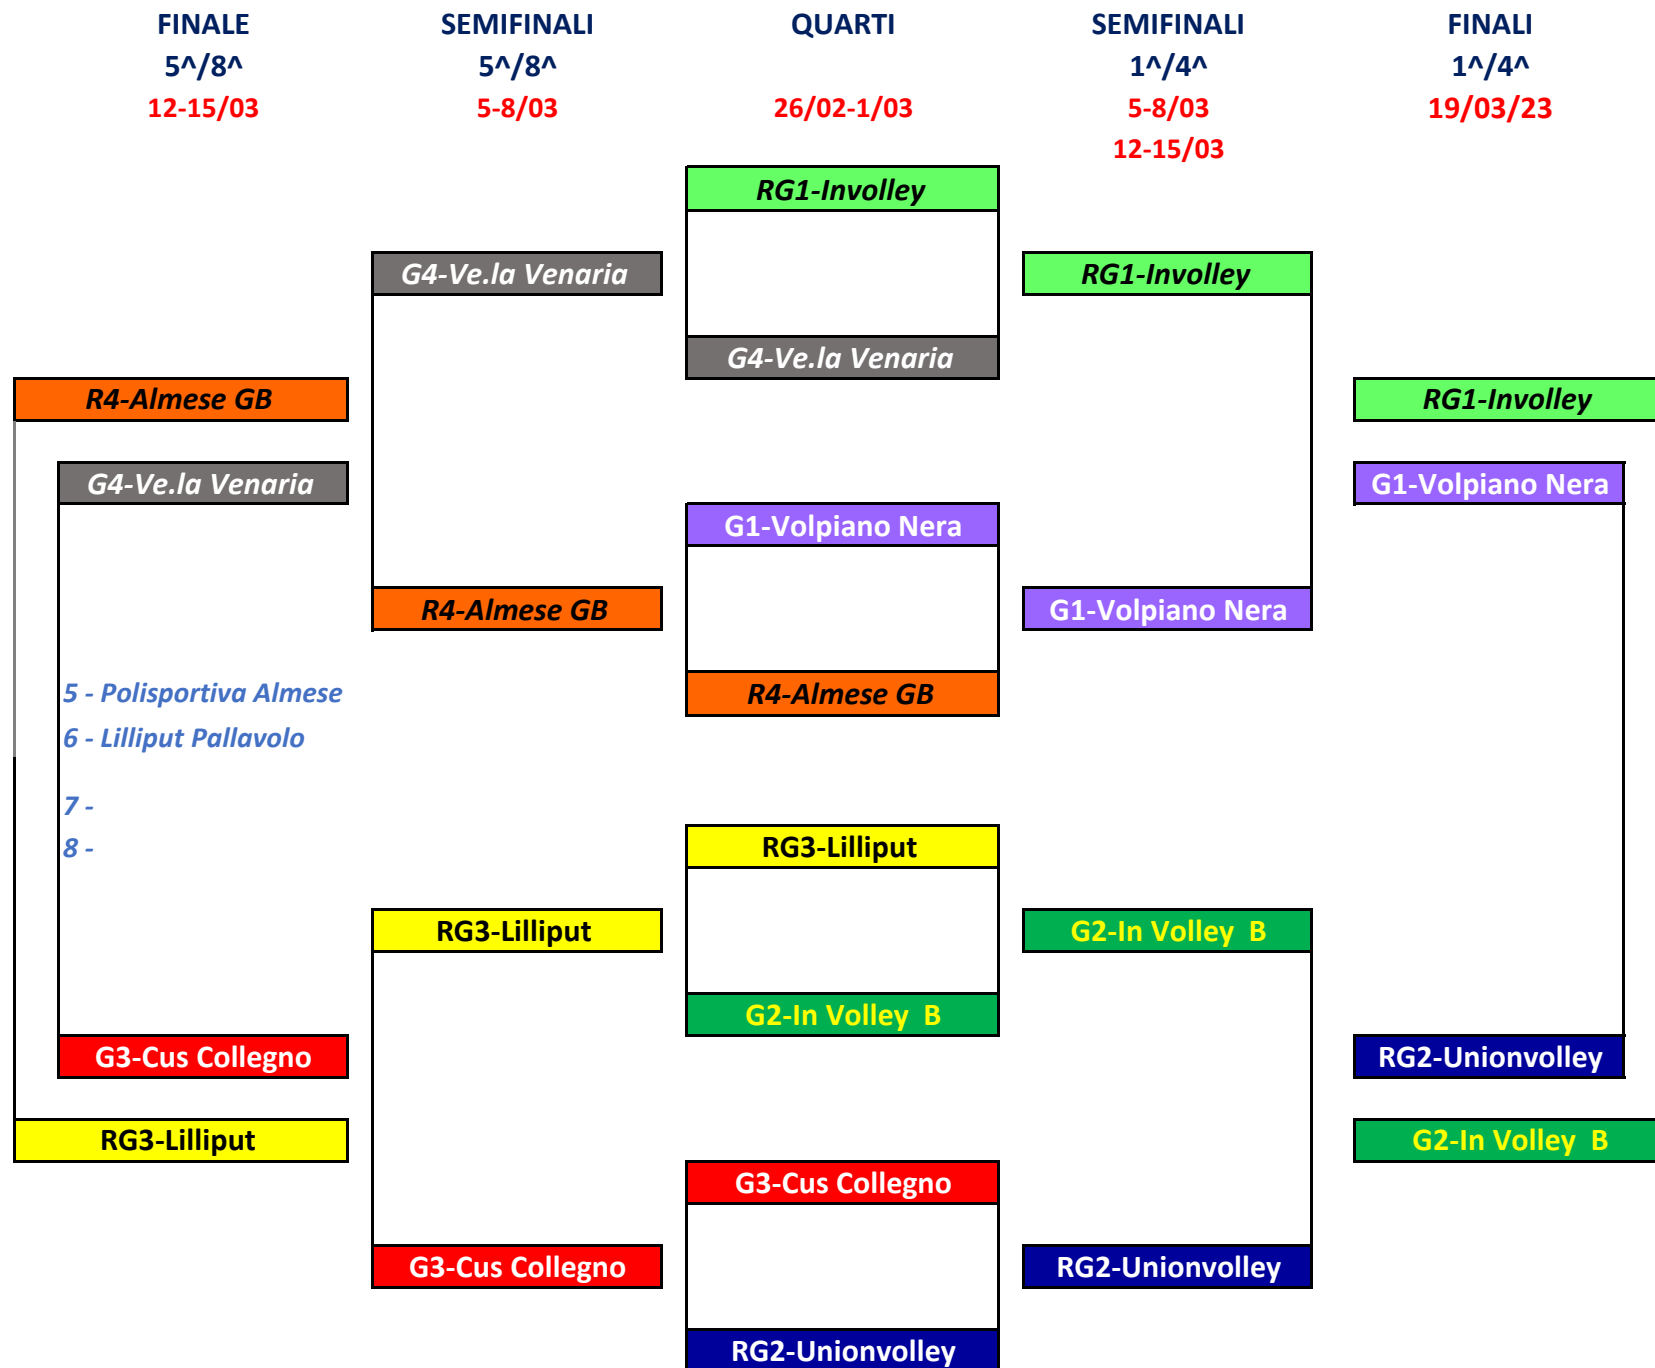 FINALE SEMIFINALI QUARTI SEMIFINALI FINALI
5^/8^ 5^/8^ 1^/4^ 1^/4^
12-15/03 5-8/03 26/02-1/03 5-8/03 19/03/23
12-15/03
RG1-Involley
G4-Ve.la Venaria RG1-Involley
G4-Ve.la Venaria
R4-Almese GB RG1-Involley
G4-Ve.la Venaria G1-Volpiano Nera
G1-Volpiano Nera
R4-Almese GB G1-Volpiano Nera
5 - Polisportiva Almese R4-Almese GB
6 - Lilliput Pallavolo
7 -
8 - RG3-Lilliput
RG3-Lilliput G2-In Volley  B
G2-In Volley  B
G3-Cus Collegno RG2-Unionvolley
RG3-Lilliput G2-In Volley  B
G3-Cus Collegno
G3-Cus Collegno RG2-Unionvolley
RG2-Unionvolley